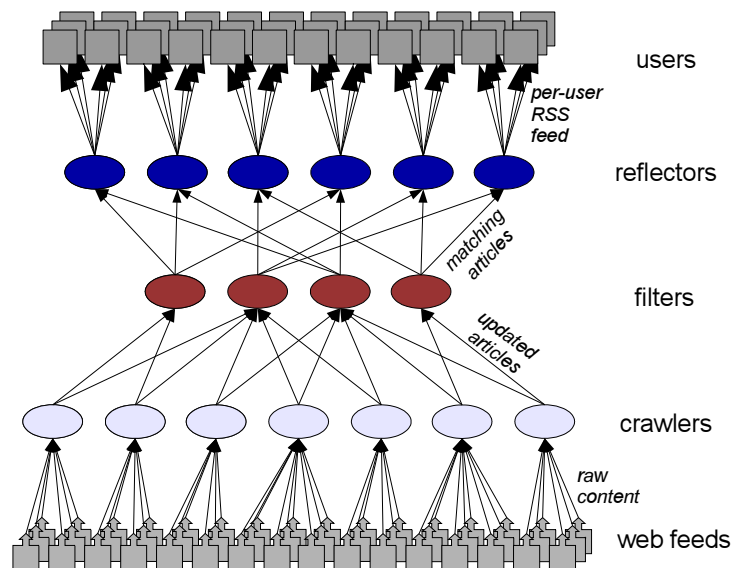 users
per-user
RSS
feed
reflectors
matching
articles
filters
updated
articles
crawlers
raw
content
web feeds